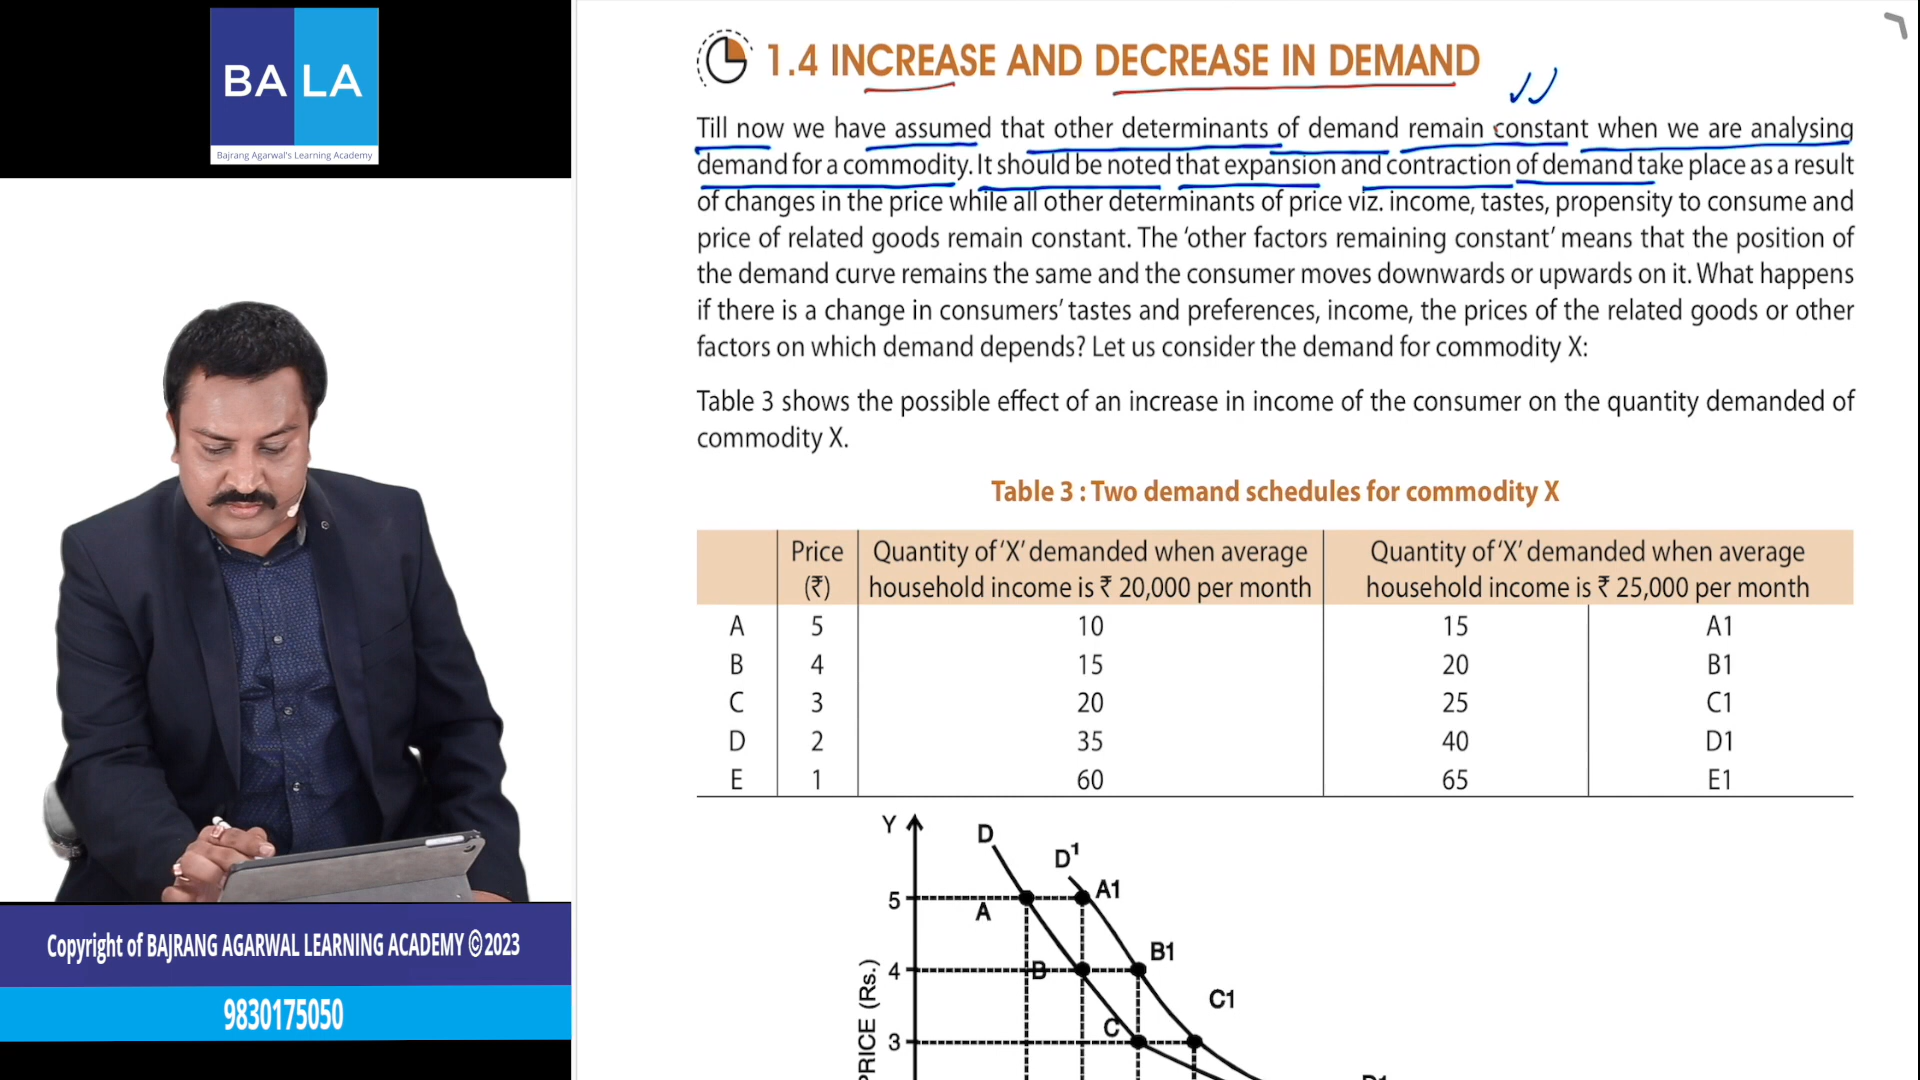 BA LA
Bajrang Agarwal's Learning Academy
Copyright of BAJRANG AGARWAL LEARNING ACADEMY ©2023
9830175050
1.4 INCREASE AND DECREASE IN DEMAND
Till now we have assumed that other determinants of demand remain constant when we are analysing
demand for a commodity. It should be noted that expansion and contraction of demand take place as a result
of changes in the price while all other determinants of price viz. income, tastes, propensity to consume and
price of related goods remain constant. The ‘other factors remaining constant’ means that the position of
the demand curve remains the same and the consumer moves downwards or upwards on it. What happens
if there is a change in consumers’ tastes and preferences, income, the prices of the related goods or other
factors on which demand depends? Let us consider the demand for commodity X:
Table 3 shows the possible effect of an increase in income of the consumer on the quantity demanded of
commodity X.
Table 3 : Two demand schedules for commodity X
Price Quantity of ‘X’ demanded when average Quantity of ‘X’ demanded when average
(₹) household income is ₹ 20,000 per month household income is ₹ 25,000 per month
A 5 10 15 A1
B 4 15 20 B1
C 3 20 25 C1
D 2 35 40 D1
E 1 60 65 E1
Y
D
D¹
5 A A1
4 B B1
C1
3 C
PRICE (Rs.)